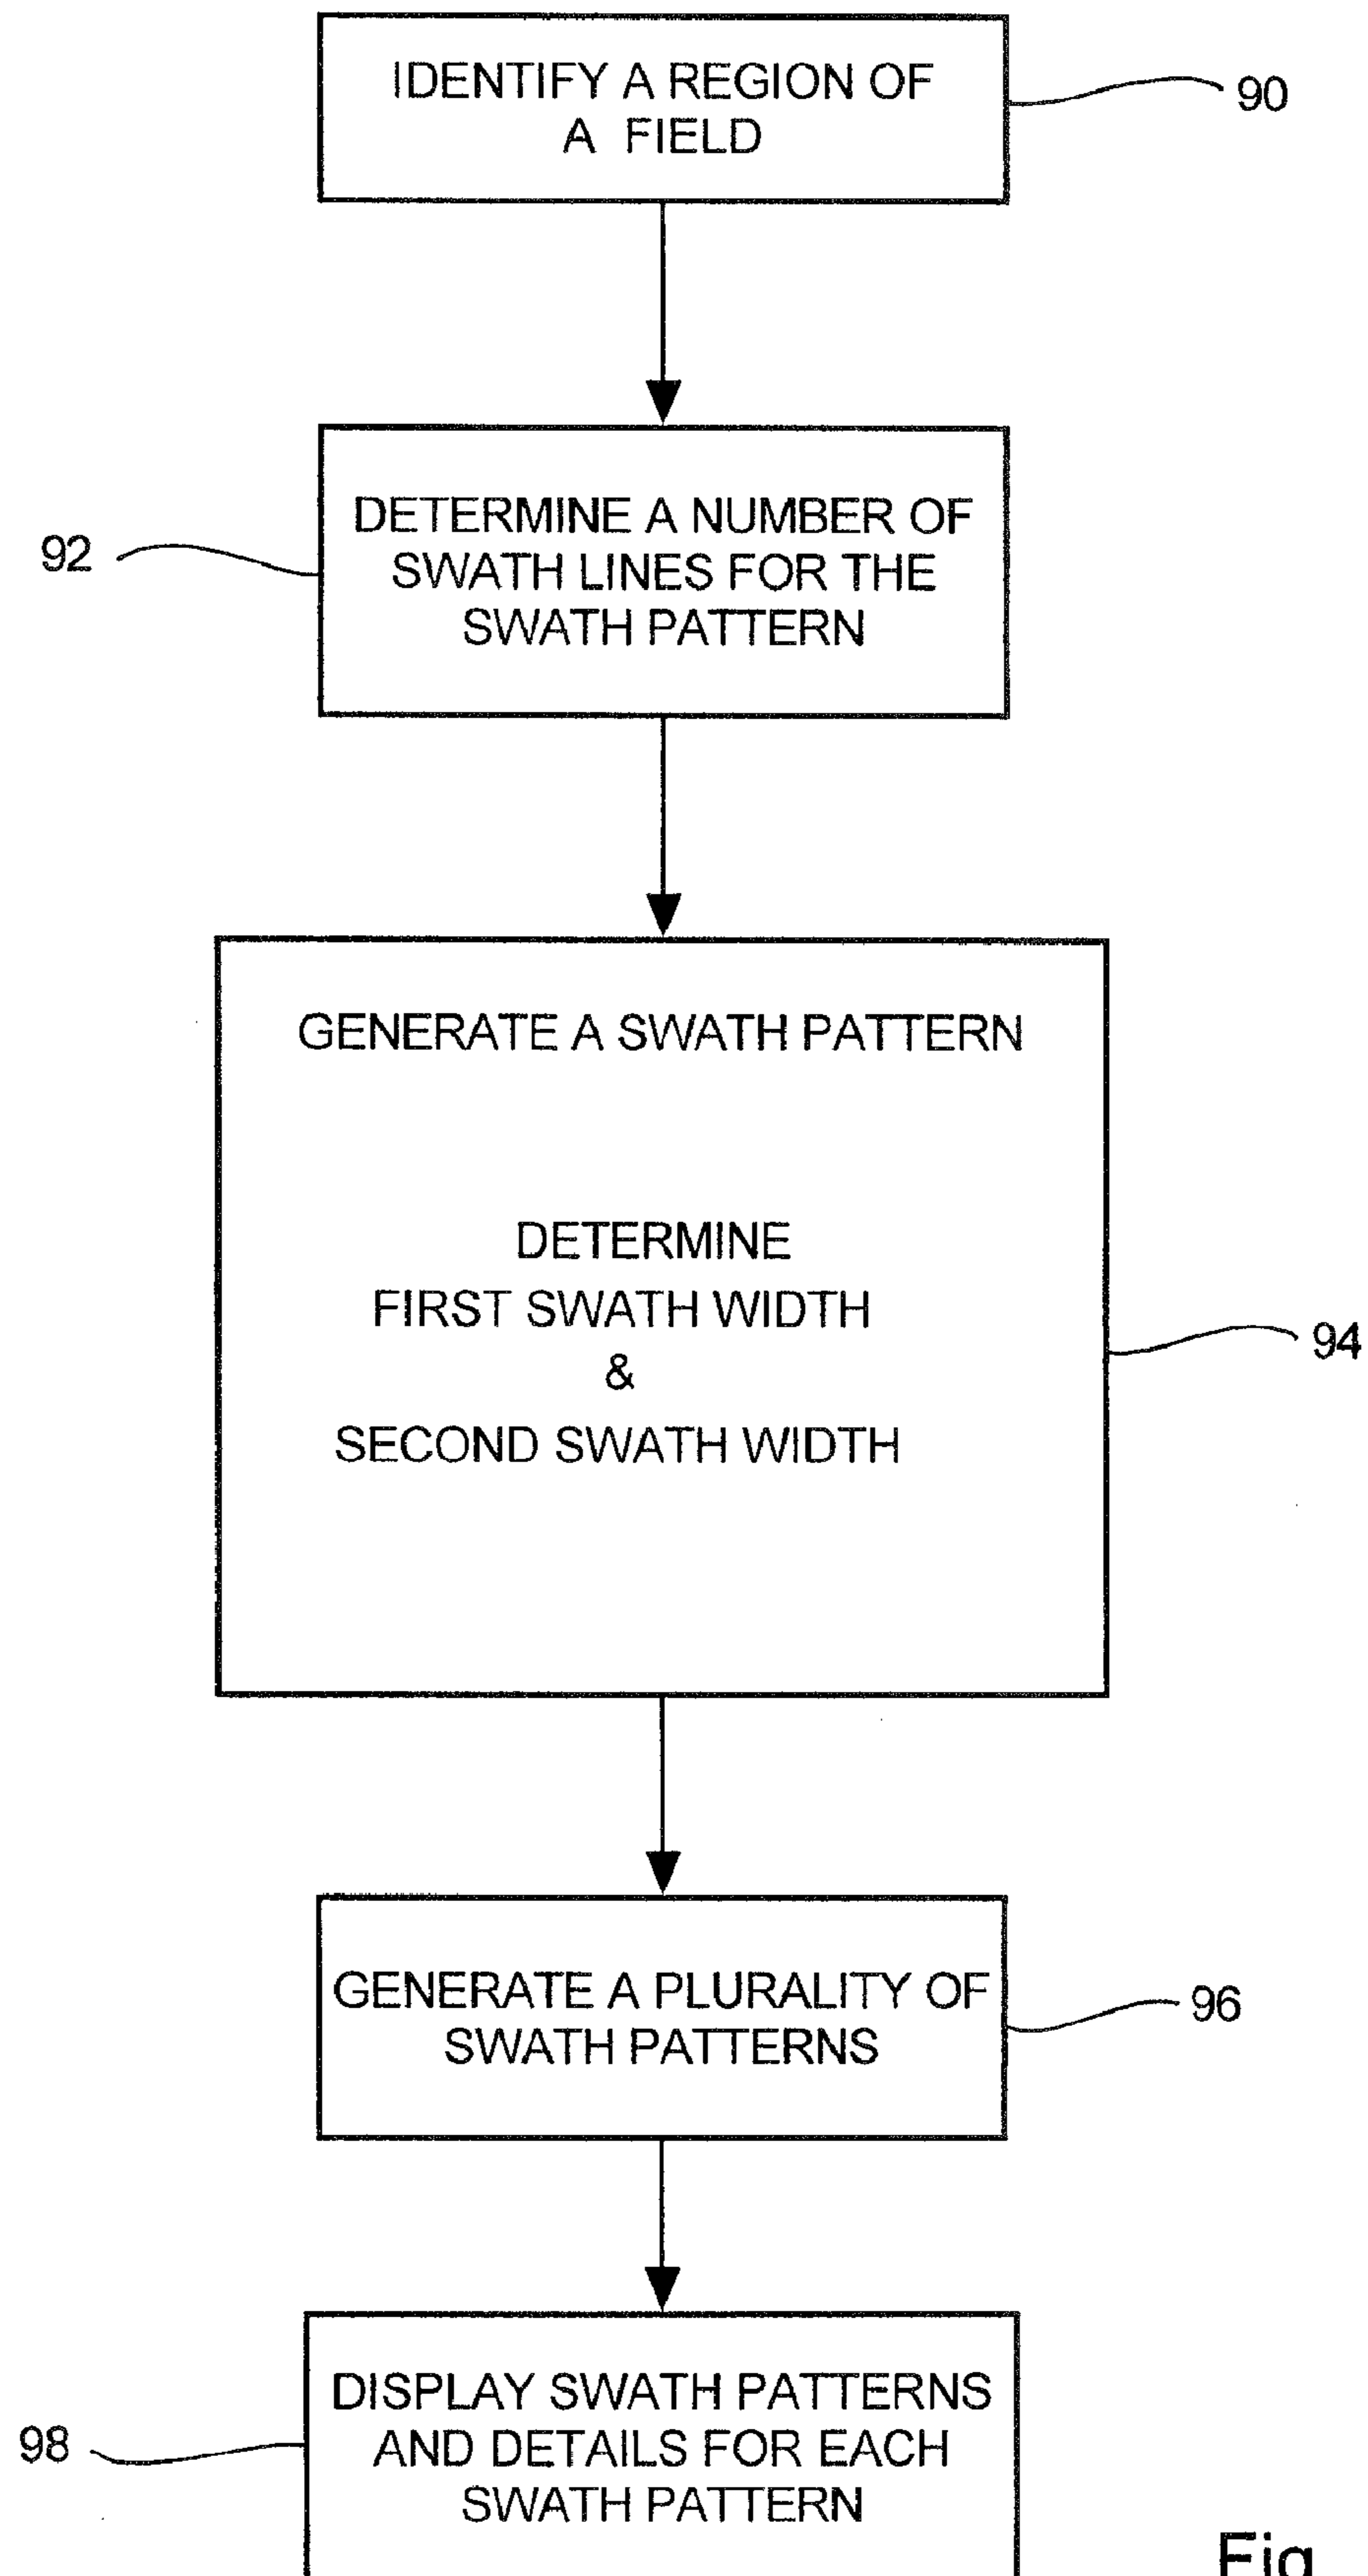 IDENTIFY A REGION OF
A FIELD
90
DETERMINE A NUMBER OF
SWATH LINES FOR THE
SWATH PATTERN
92
GENERATE A SWATH PATTERN
DETERMINE
FIRST SWATH WIDTH
&
SECOND SWATH WIDTH
94
GENERATE A PLURALITY OF
SWATH PATTERNS
96
DISPLAY SWATH PATTERNS
AND DETAILS FOR EACH
SWATH PATTERN
98
Fig